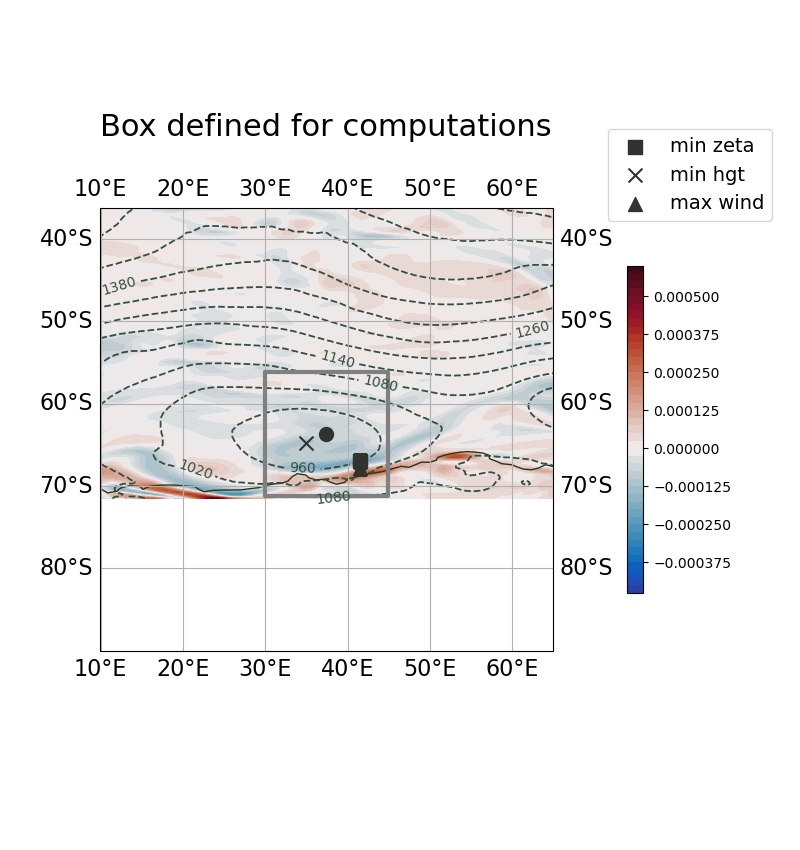 Box defined for computations
min zeta
min hgt
max wind
10°E 20°E 30°E 40°E 50°E 60°E
40°S 40°S
50°S 50°S
60°S 60°S
70°S 70°S
80°S 80°S
10°E 20°E 30°E 40°E 50°E 60°E
1380
1260
1140
1080
1020
960
1080
0.000500
0.000375
0.000250
0.000125
0.000000
−0.000125
−0.000250
−0.000375